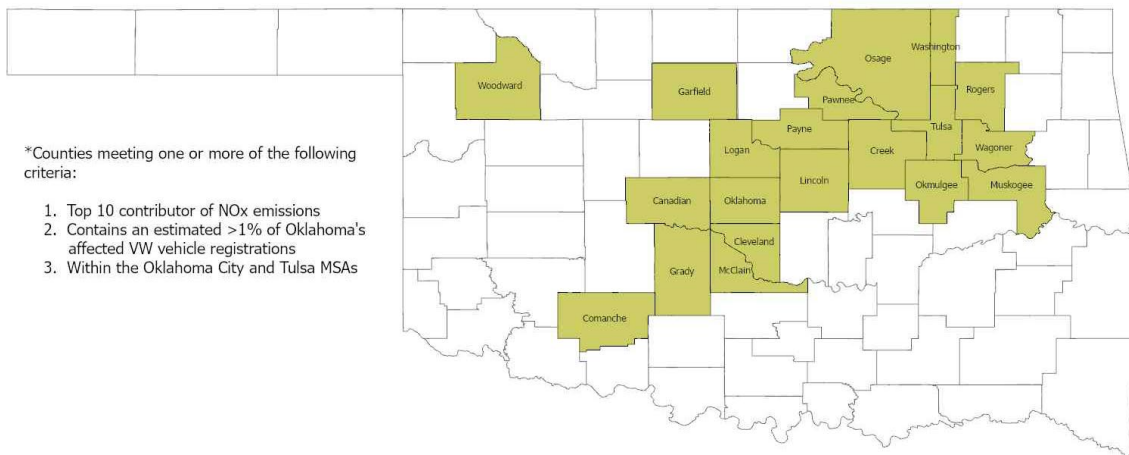 Washington
Osage
Woodward
Garfield
Rogers
Pawnee
Payne
Tulsa
*Counties meeting one or more of the following
criteria:
Logan
Creek
Wagoner
Lincoln
Okmulgee
Muskogee
Canadian
Oklahoma
1. Top 10 contributor of NOx emissions
2. Contains an estimated >1% of Oklahoma's
affected VW vehicle registrations
3. Within the Oklahoma City and Tulsa MSAs
Cleveland
Grady
McClain
Comanche